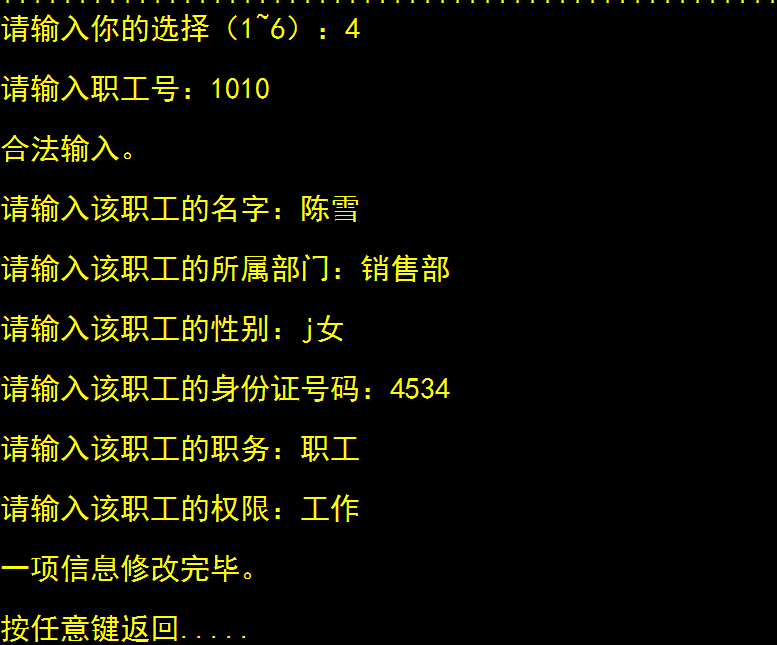 请输入你的选择（1~6）：4
请输入职工号：1010
合法输入。
请输入该职工的名字：陈雪
请输入该职工的所属部门：销售部
请输入该职工的性别：j女
请输入该职工的身份证号码：4534
请输入该职工的职务：职工
请输入该职工的权限：工作
一项信息修改完毕。
按任意键返回.....